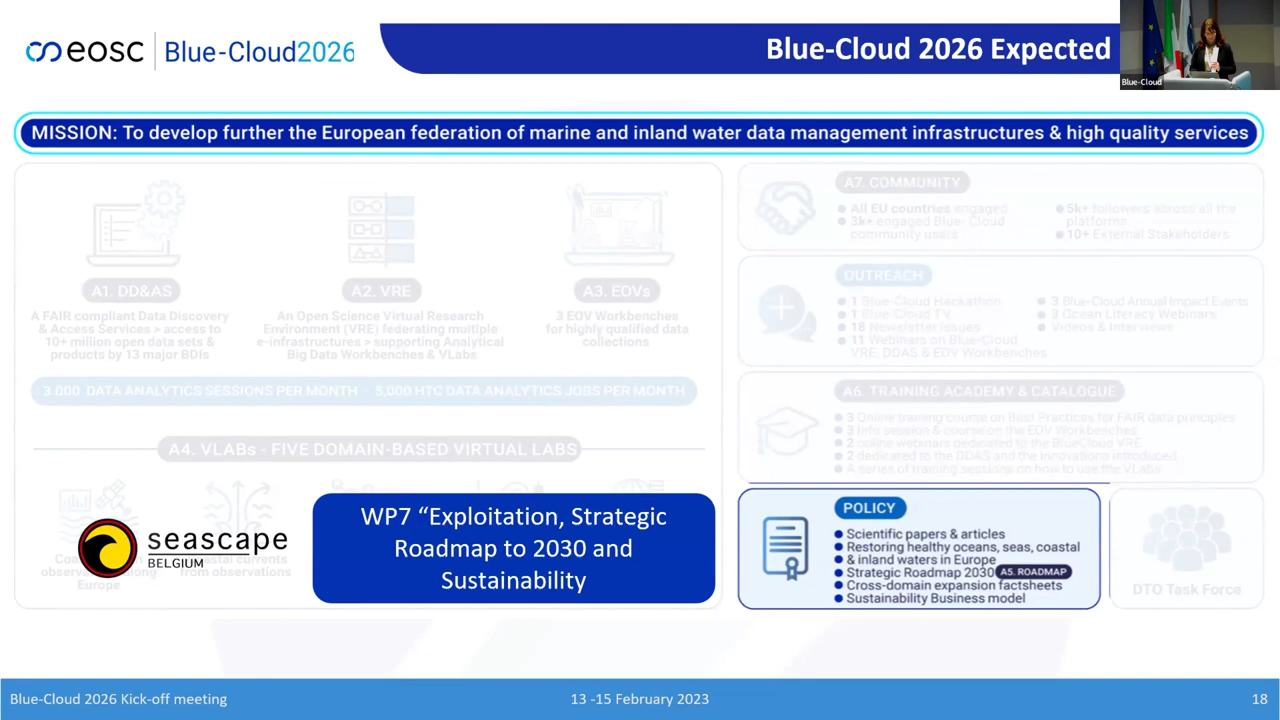 eosc
Blue-Cloud2026
Blue-Cloud 2026 Expected
Blue-Cloud
MISSION: To develop further the European federation of marine and inland water data management infrastructures & high quality services
A1. DD&AS
A FAIR compliant Data Discovery
& Access Services > access to
10+ million open data sets &
products by 13 major BDIs
A2. VRE
An Open Science Virtual Research
Environment (VRE) federating multiple
e-infrastructures > supporting Analytical
Big Data Workbenches & VLabs
A3. EOVs
3 EOV Workbenches
for highly qualified data
collections
3.000 DATA ANALYTICS SESSIONS PER MONTH - 5,000 HTC DATA ANALYTICS JOBS PER MONTH
A4. VLABs - FIVE DOMAIN-BASED VIRTUAL LABS
from observations
Europe
seascape
BELGIUM
WP7 “Exploitation, Strategic
Roadmap to 2030 and
Sustainability
A7. COMMUNITY
All EU countries engaged
3k+ engaged Blue- Cloud
community users
5k+ followers across all the
platforms
10+ External Stakeholders
OUTREACH
1 Blue-Cloud Hackathon
1 Blue-Cloud TV
18 Newsletter Issues
11 Webinars on Blue-Cloud
VRE, DDAS & EOV Workbenches
3 Blue-Cloud Annual Impact Events
3 Ocean Literacy Webinars
Videos & Interviews
A6. TRAINING ACADEMY & CATALOGUE
3 Online training course on Best Practices for FAIR data principles
3 Info session & course on the EOV Workbenches
2 online webinars dedicated to the BlueCloud VRE
2 dedicated to the DDAS and the Innovations introduced
A series of training sessions on how to use the VLabs
POLICY
Scientific papers & articles
Restoring healthy oceans, seas, coastal
& inland waters in Europe
Strategic Roadmap 2030 A5. ROADMAP
Cross-domain expansion factsheets
Sustainability Business model
DTO Task Force
Blue-Cloud 2026 Kick-off meeting
13 -15 February 2023
18